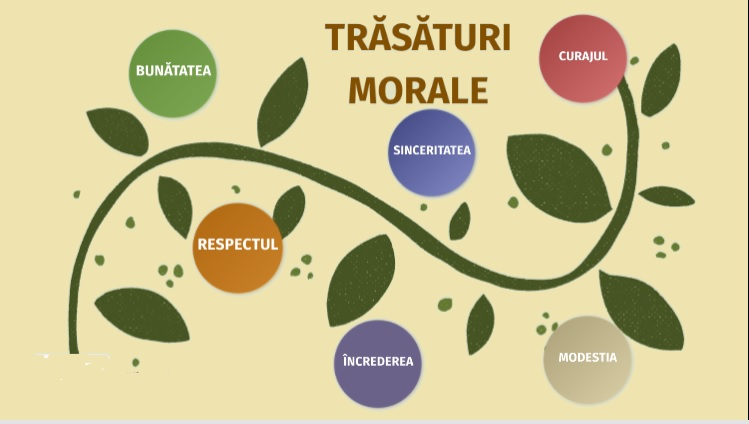 TRĂSĂTURI
MORALE
BUNĂTATEA
CURAJUL
SINCERITATEA
RESPECTUL
ÎNCREDEREA
MODESTIA